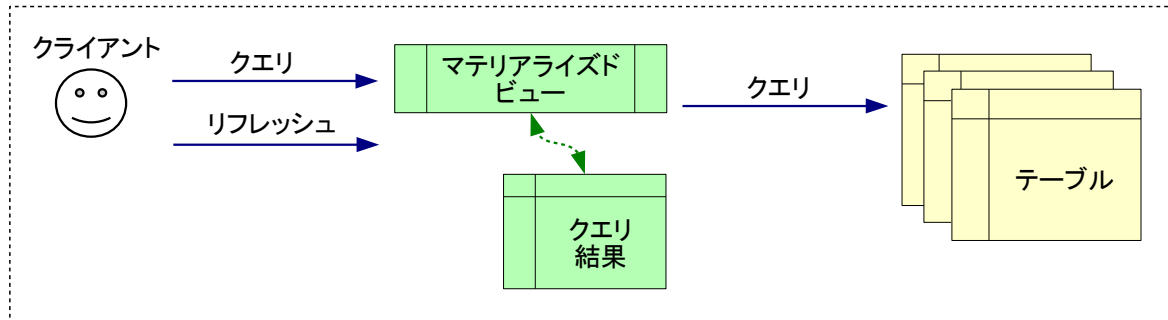 クライアント
クエリ
リフレッシュ
マテリアライズド
ビュー
クエリ
クエリ
結果
テーブル